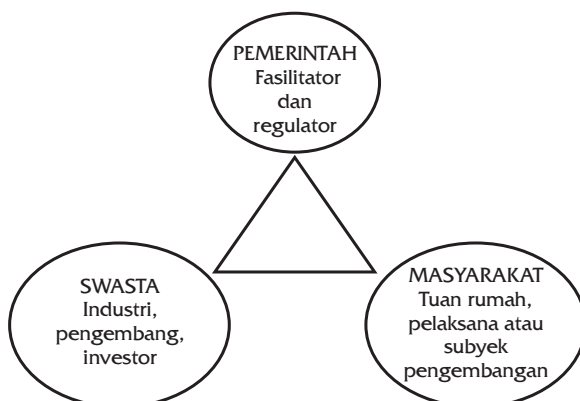 PEMERINTAH
Fasilitator
dan
regulator
SWASTA
Industri,
pengembang,
investor
MASYARAKAT
Tuan rumah,
pelaksana atau
subyek
pengembangan